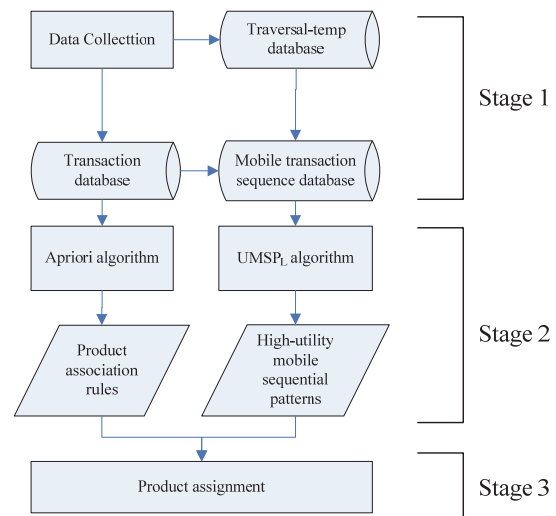 Data Collecttion
Traversal-temp
database
Stage 1
Transaction
database
Mobile transaction
sequence database
Apriori algorithm
UMSPL algorithm
Stage 2
Product
association
rules
High-utility
mobile
sequential
patterns
Product assignment
Stage 3